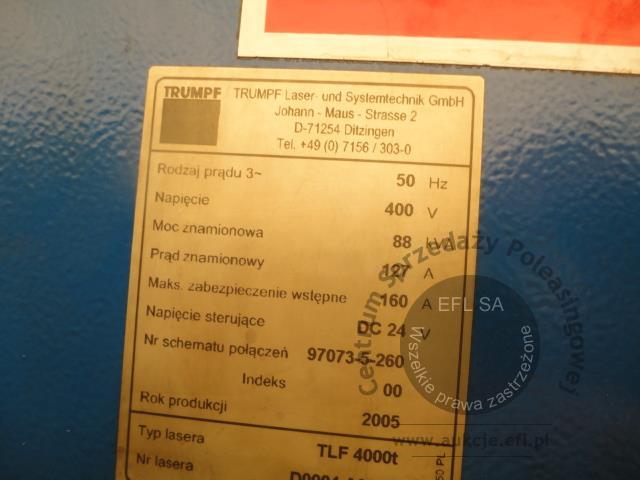 TRUMPF
TRUMPF Laser- und Systemtechnik GmbH
Johann - Maus - Strasse 2
D-71254 Ditzingen
Tel. +49 (0) 7156 / 303-0
Rodzaj prądu 3~ 50 Hz
Napięcie 400 V
Moc znamionowa 88 kVA
Prąd znamionowy 127 A
Maks. zabezpieczenie wstępne 160 A
Napięcie sterujące DC 24 V
Nr schematu połączeń 97073-5-260
Indeks 00
Rok produkcji 2005
Typ lasera TLF 4000t
Nr lasera
Centrum Sprzedaży Poleasingowej
EFL SA
Wszelkie prawa zastrzeżone
www.aukcje.efl.pl